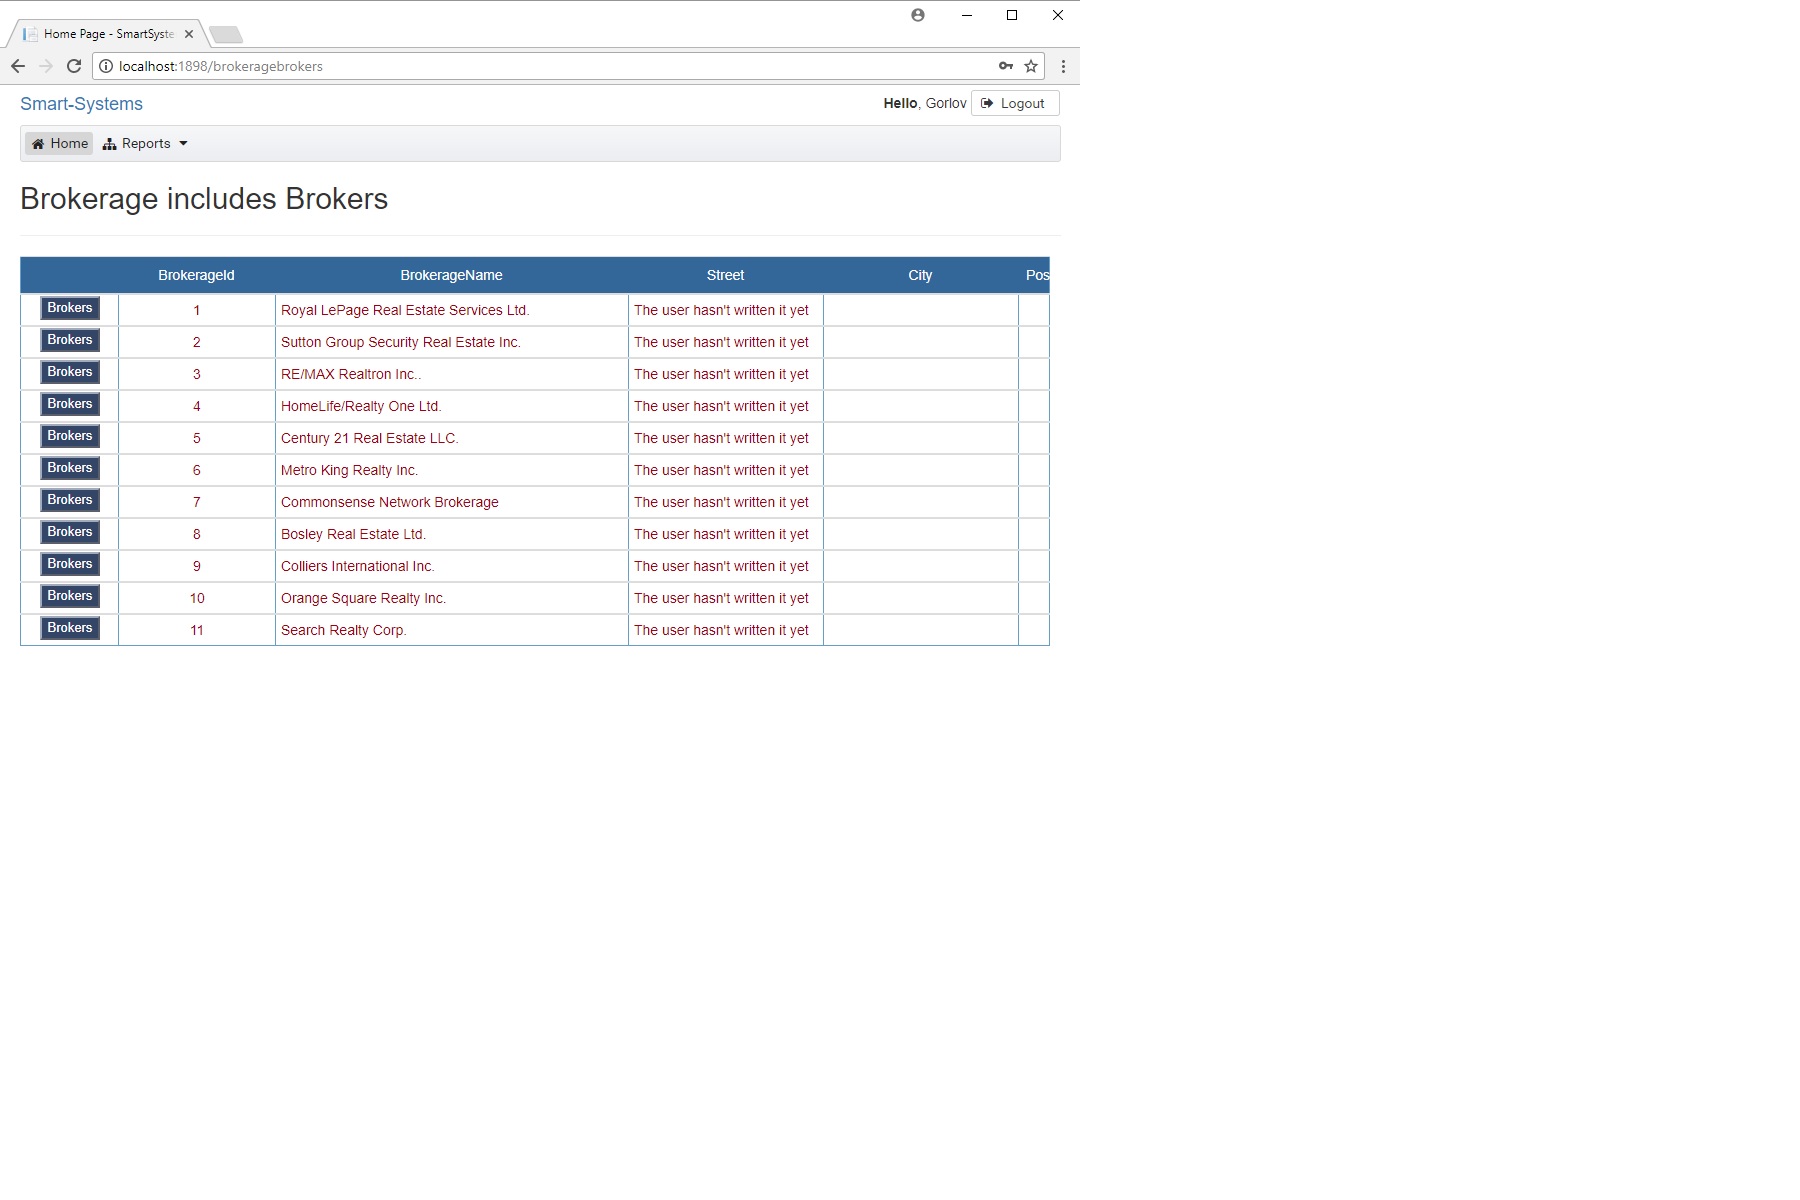 Home Page - SmartSyste
localhost:1898/brokeragebrokers
Smart-Systems
Hello, Gorlov Logout
Home Reports
Brokerage includes Brokers
BrokerageId BrokerageName Street City Pos
Brokers 1 Royal LePage Real Estate Services Ltd. The user hasn't written it yet
Brokers 2 Sutton Group Security Real Estate Inc. The user hasn't written it yet
Brokers 3 RE/MAX Realtron Inc.. The user hasn't written it yet
Brokers 4 HomeLife/Realty One Ltd. The user hasn't written it yet
Brokers 5 Century 21 Real Estate LLC. The user hasn't written it yet
Brokers 6 Metro King Realty Inc. The user hasn't written it yet
Brokers 7 Commonsense Network Brokerage The user hasn't written it yet
Brokers 8 Bosley Real Estate Ltd. The user hasn't written it yet
Brokers 9 Colliers International Inc. The user hasn't written it yet
Brokers 10 Orange Square Realty Inc. The user hasn't written it yet
Brokers 11 Search Realty Corp. The user hasn't written it yet